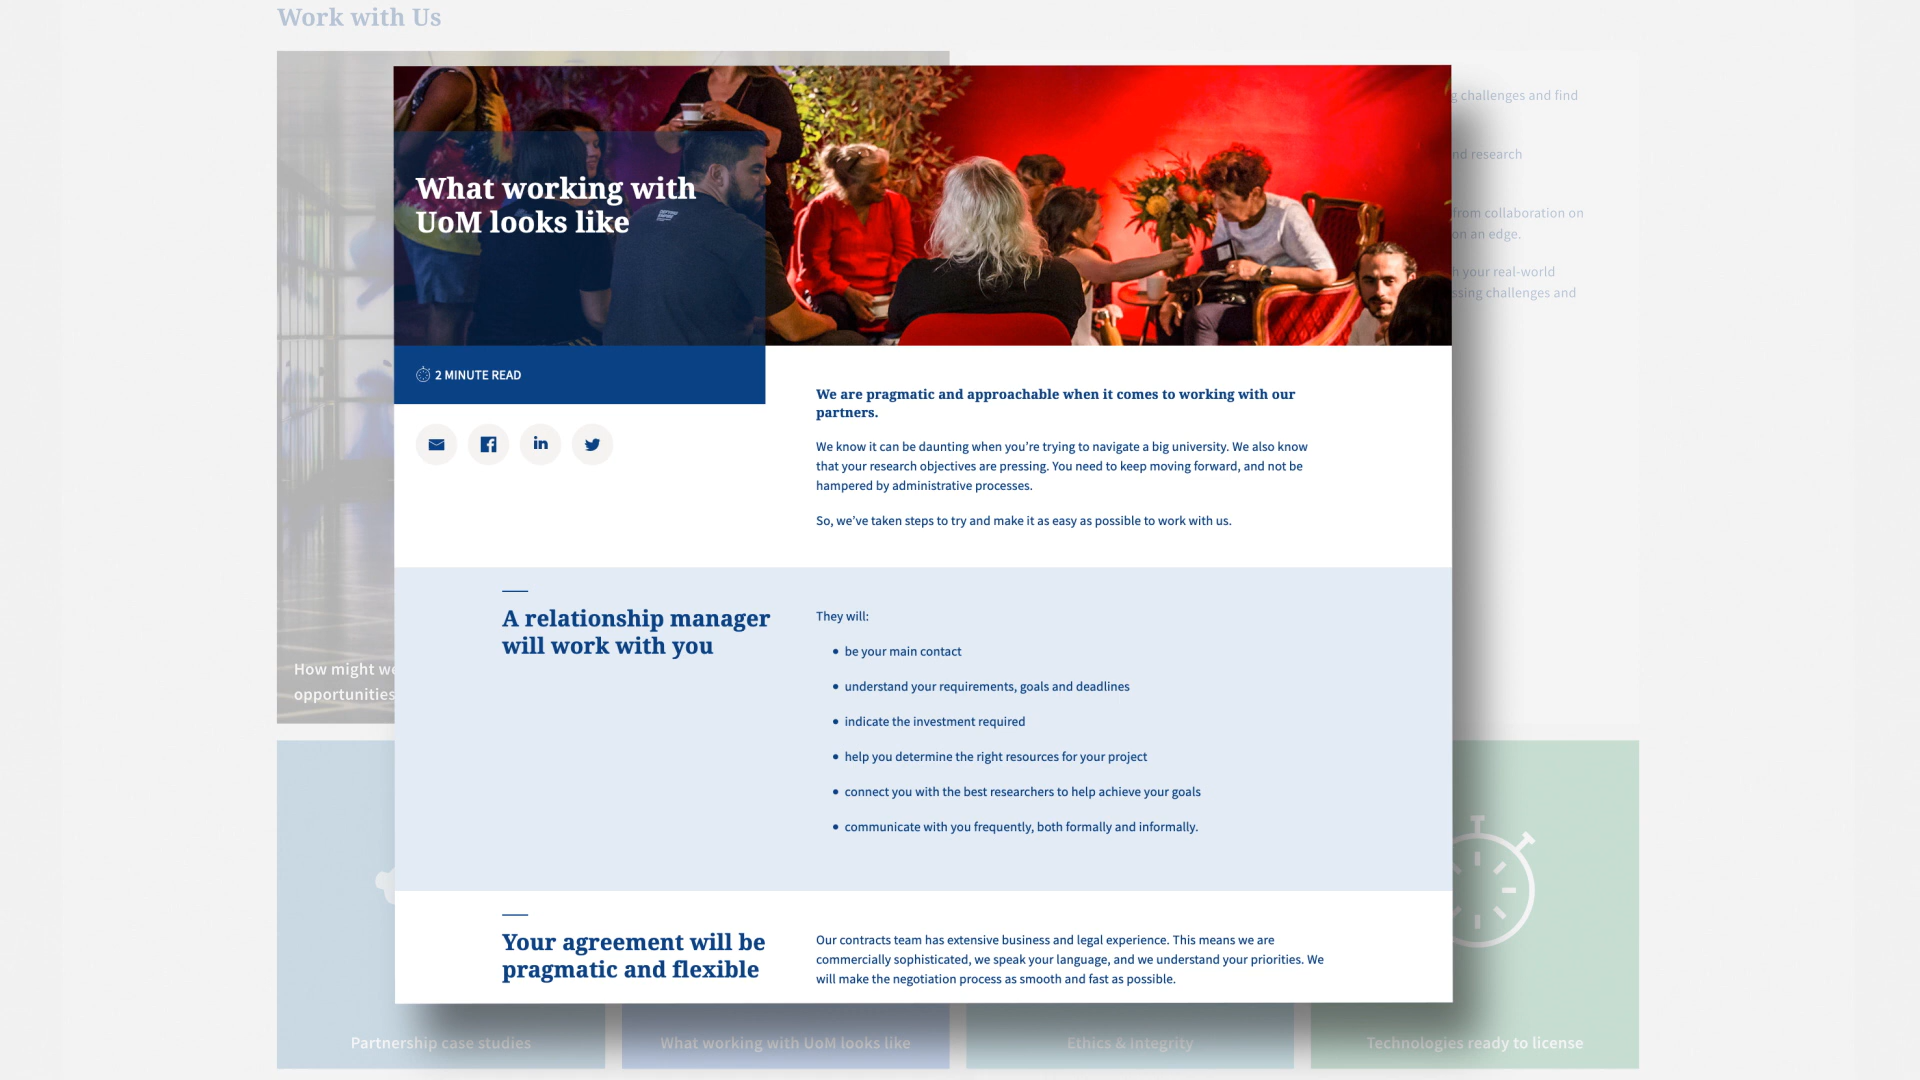 Work with Us
challenges and find
research
from collaboration on
on an edge.
your real-world
challenges and
What working with
UoM looks like
2 MINUTE READ
We are pragmatic and approachable when it comes to working with our
partners.
We know it can be daunting when you’re trying to navigate a big university. We also know
that your research objectives are pressing. You need to keep moving forward, and not be
hampered by administrative processes.
So, we’ve taken steps to try and make it as easy as possible to work with us.
A relationship manager
will work with you
They will:
• be your main contact
• understand your requirements, goals and deadlines
• indicate the investment required
• help you determine the right resources for your project
• connect you with the best researchers to help achieve your goals
• communicate with you frequently, both formally and informally.
How might we
opportunities
Your agreement will be
pragmatic and flexible
Our contracts team has extensive business and legal experience. This means we are
commercially sophisticated, we speak your language, and we understand your priorities. We
will make the negotiation process as smooth and fast as possible.
Partnership case studies
What working with UoM looks like
Ethics & Integrity
Technologies ready to license